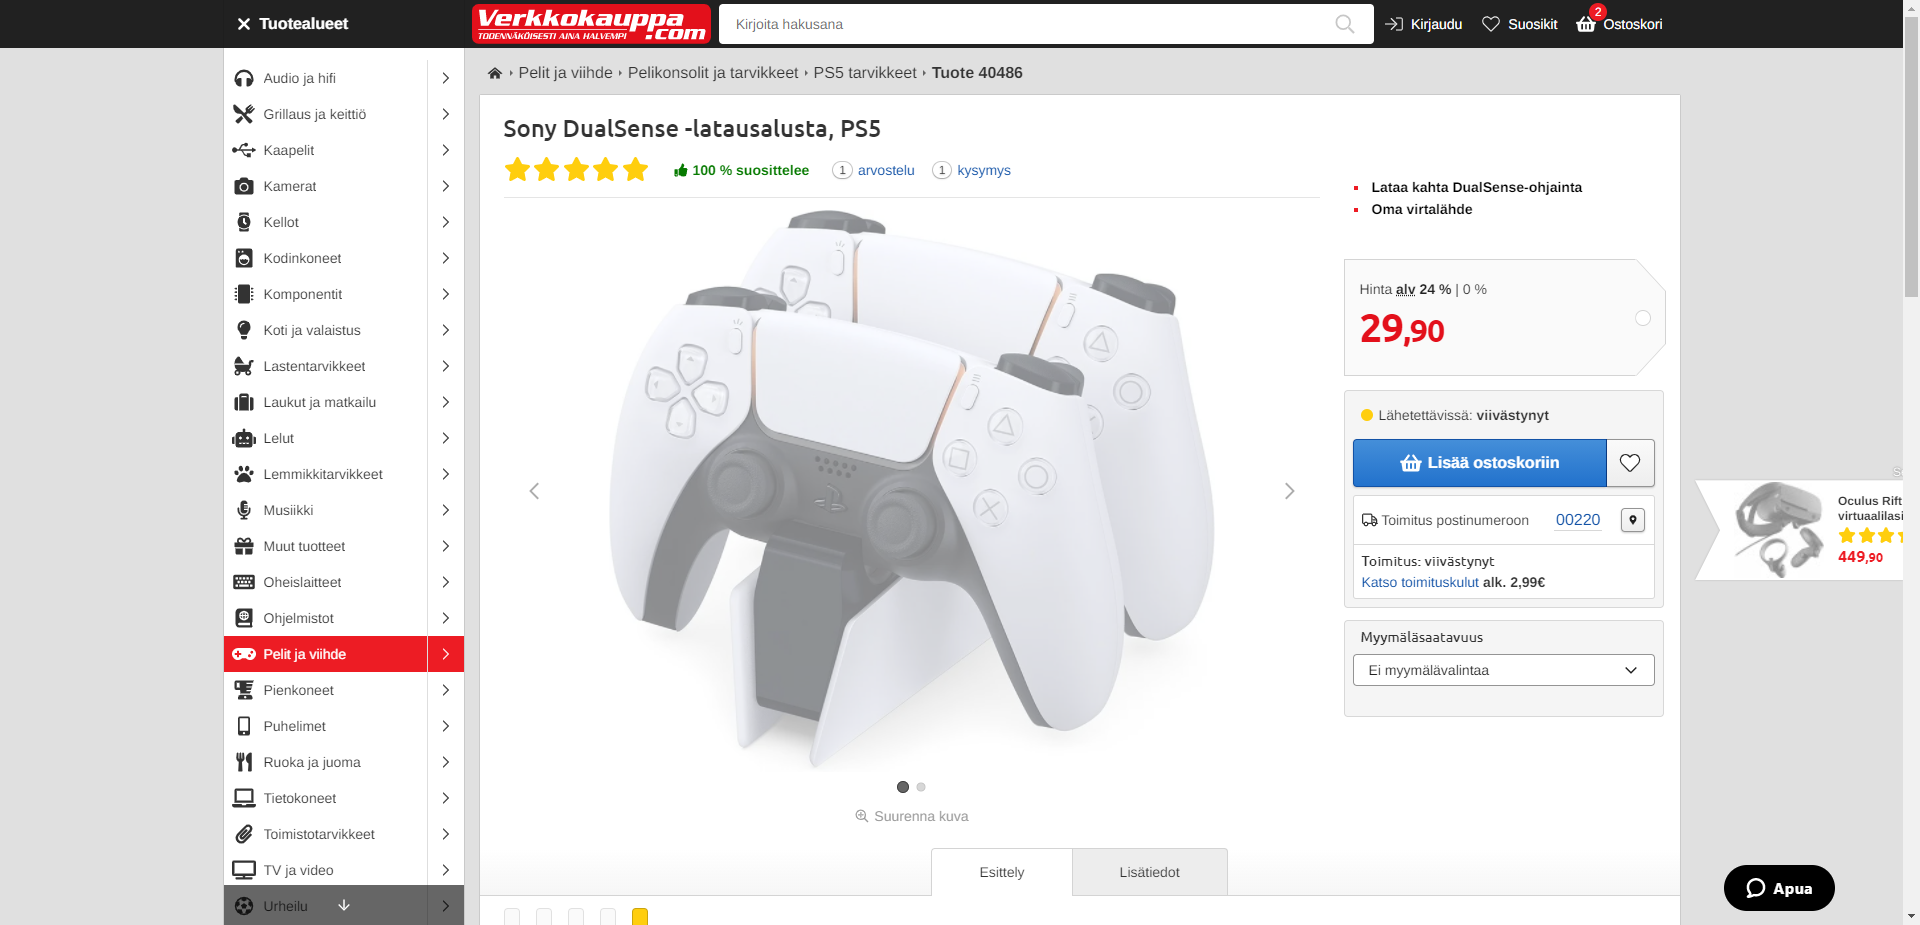 Tuotealueet
Verkkokauppa
.com
TODENNÄKÖISESTI AINA HALVEMPI
Kirjoita hakusana
Kirjaudu
Suosikit
2
Ostoskori
Audio ja hifi
Grillaus ja keittiö
Kaapelit
Kamerat
Kellot
Kodinkoneet
Komponentit
Koti ja valaistus
Lastentarvikkeet
Laukut ja matkailu
Lelut
Lemmikkitarvikkeet
Musiikki
Muut tuotteet
Oheislaitteet
Ohjelmistot
Pelit ja viihde
Pienkoneet
Puhelimet
Ruoka ja juoma
Tietokoneet
Toimistotarvikkeet
TV ja video
Urheilu
Pelit ja viihde
Pelikonsolit ja tarvikkeet
PS5 tarvikkeet
Tuote 40486
Sony DualSense -latausalusta, PS5
100 % suosittelee
1 arvostelu
1 kysymys
Suurenna kuva
Esittely
Lisätiedot
Lataa kahta DualSense-ohjainta
Oma virtalähde
Hinta alv 24 % | 0 %
29,90
Lähetettävissä: viivästynyt
Lisää ostoskoriin
Toimitus postinumeroon 00220
Toimitus: viivästynyt
Katso toimituskulut alk. 2,99€
Myymäläsaatavuus
Ei myymälävalintaa
Oculus Rift
virtuaalilasi
449,90
Apua